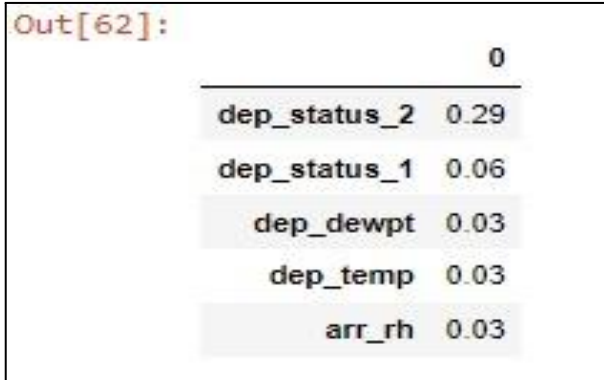 Out[62]:
0
dep_status_2 0.29
dep_status_1 0.06
dep_dewpt 0.03
dep_temp 0.03
arr_rh 0.03